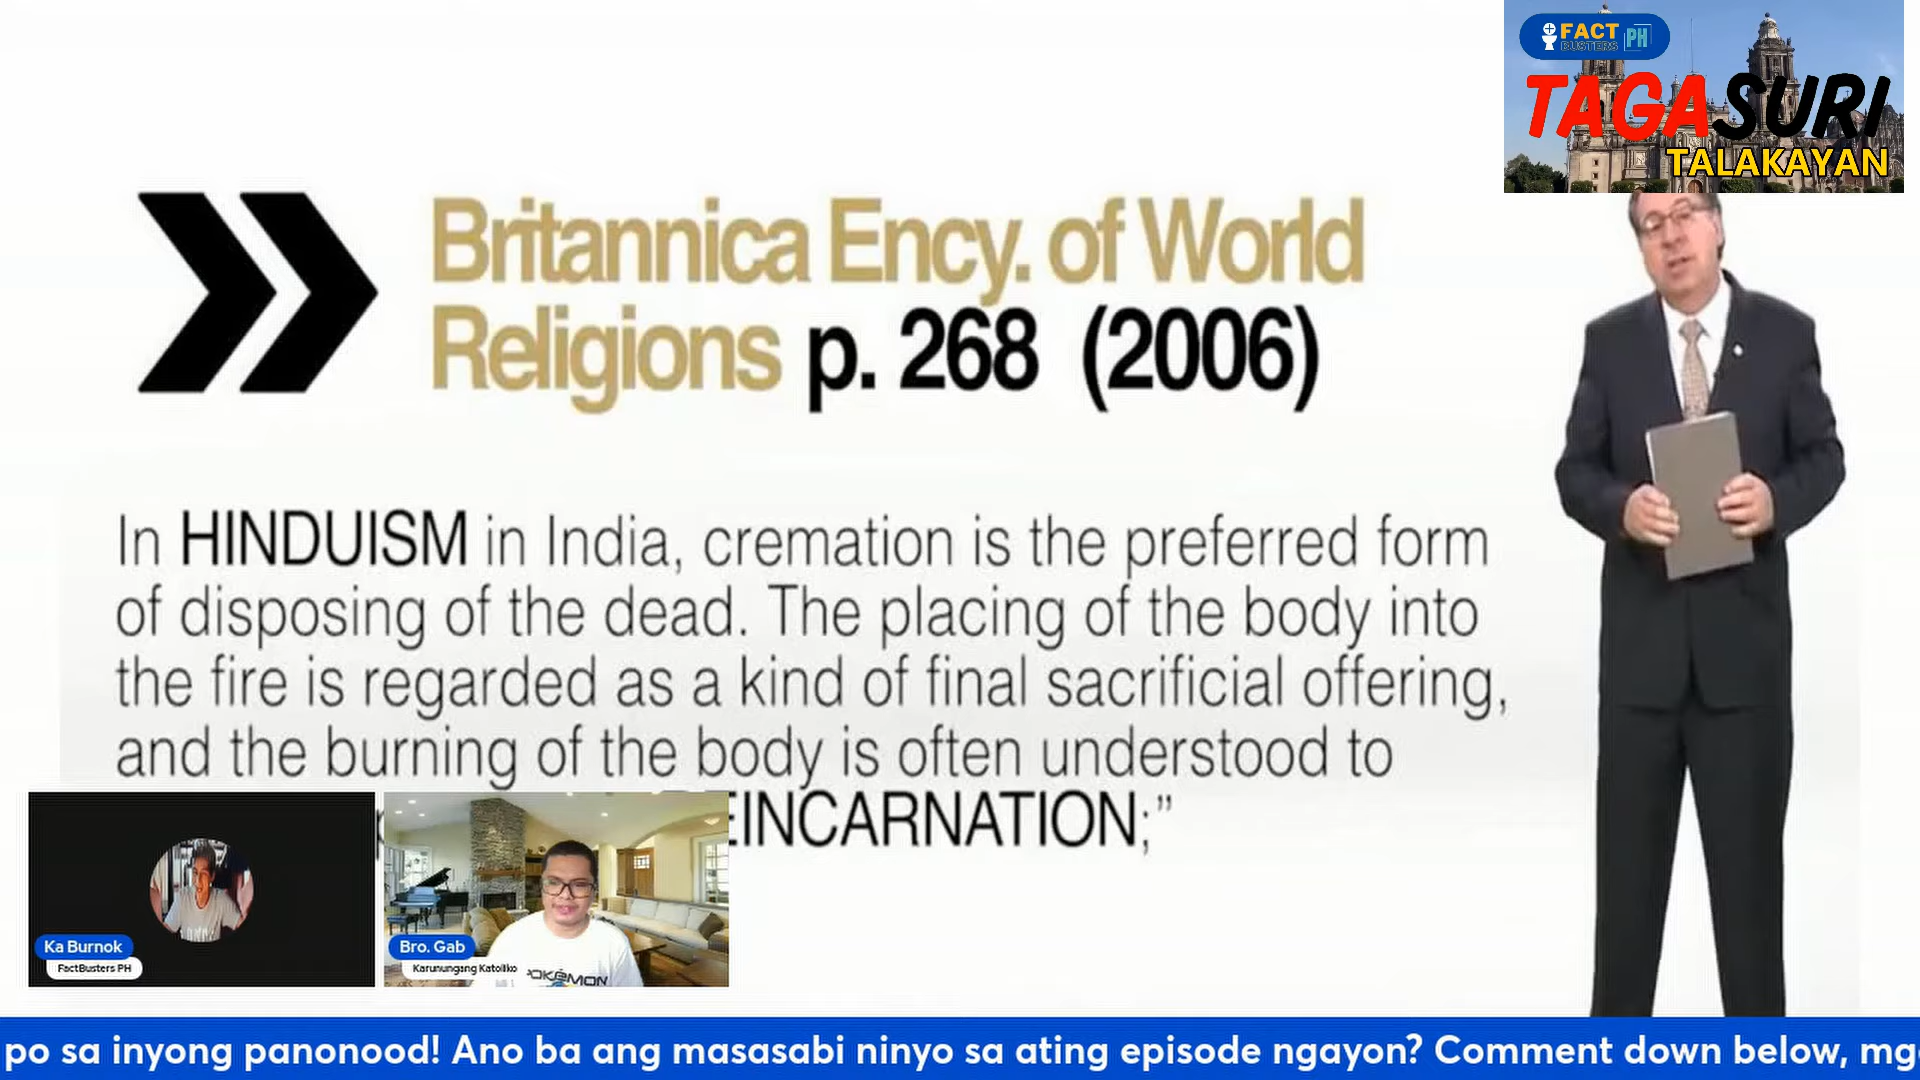 FACT
BUSTERS
PH
TAGASURI
TALAKAYAN
Britannica Ency. of World
Religions p. 268 (2006)
In HINDUISM in India, cremation is the preferred form
of disposing of the dead. The placing of the body into
the fire is regarded as a kind of final sacrificial offering,
and the burning of the body is often understood to
EINCARNATION;”
Ka Burnok
FactBusters PH
Bro. Gab
Karunungang Katoliko
POKÉMON
po sa inyong panonood! Ano ba ang masasabi ninyo sa ating episode ngayon? Comment down below, mg